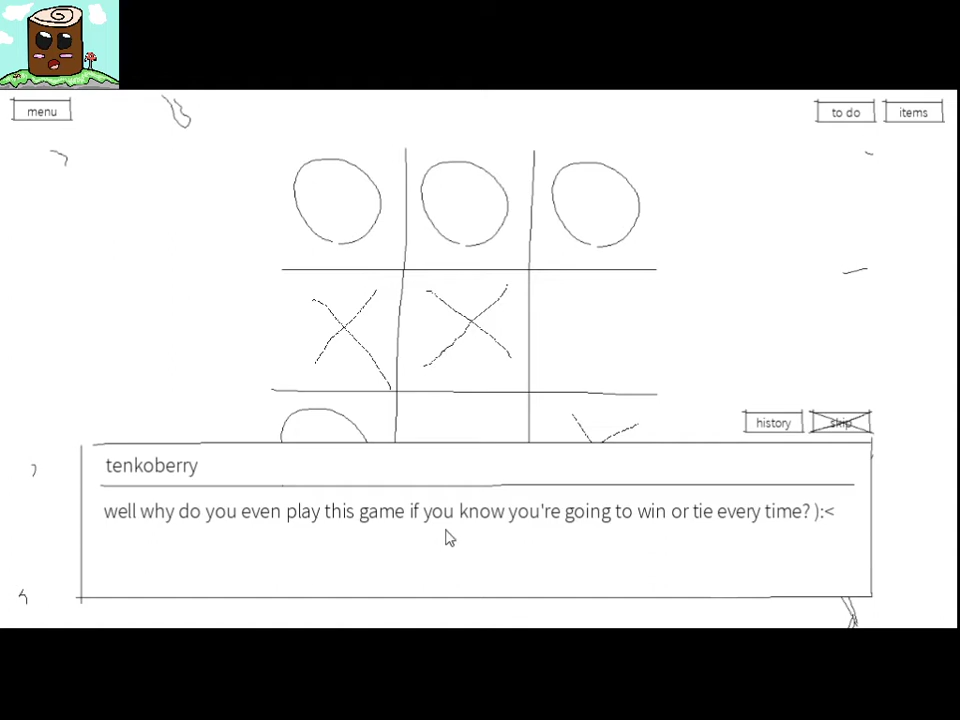 menu
to do
items
history
skip
tenkoberry
well why do you even play this game if you know you're going to win or tie every time? ):<